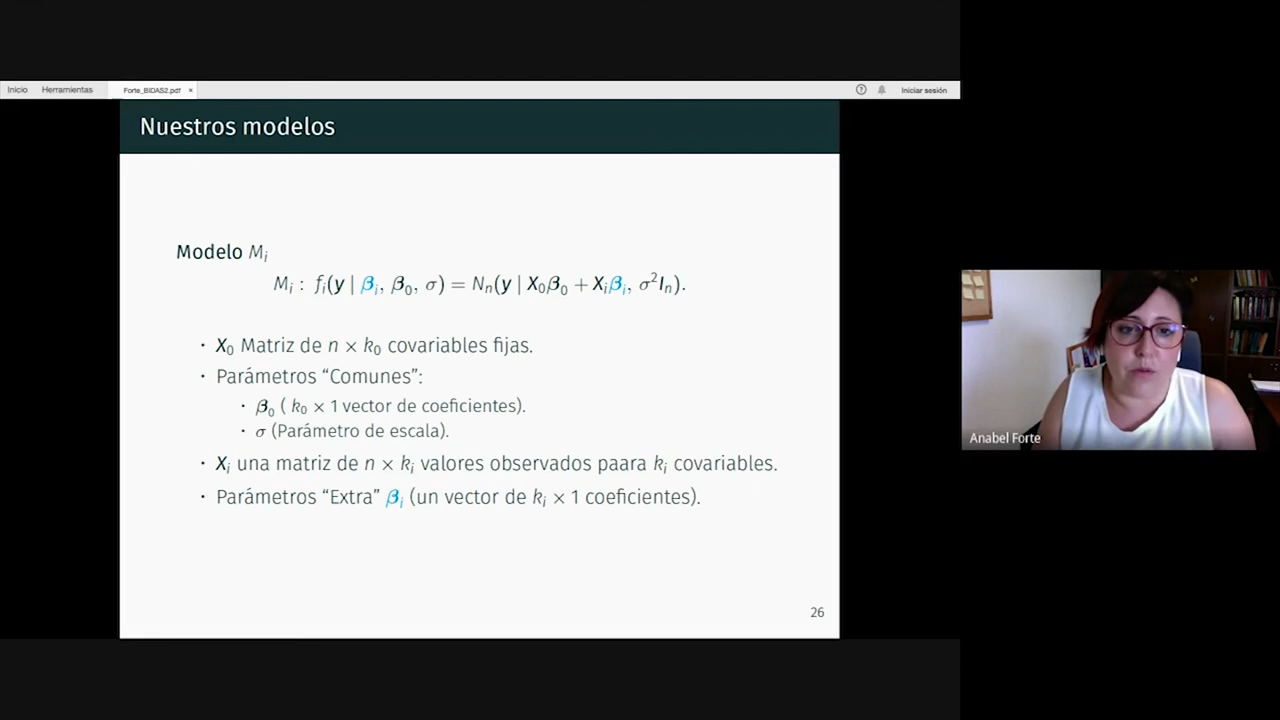 Inicio Herramientas Forte_BIDAS2.pdf × Iniciar sesión
Nuestros modelos
Modelo Mᵢ
Mᵢ : fᵢ(y | βᵢ, β₀, σ) = Nₙ(y | X₀β₀ + Xᵢβᵢ, σ²Iₙ).
· X₀ Matriz de n × k₀ covariables fijas.
· Parámetros “Comunes”:
· β₀ ( k₀ × 1 vector de coeficientes).
· σ (Parámetro de escala).
· Xᵢ una matriz de n × kᵢ valores observados paara kᵢ covariables.
· Parámetros “Extra” βᵢ (un vector de kᵢ × 1 coeficientes).
26
Anabel Forte